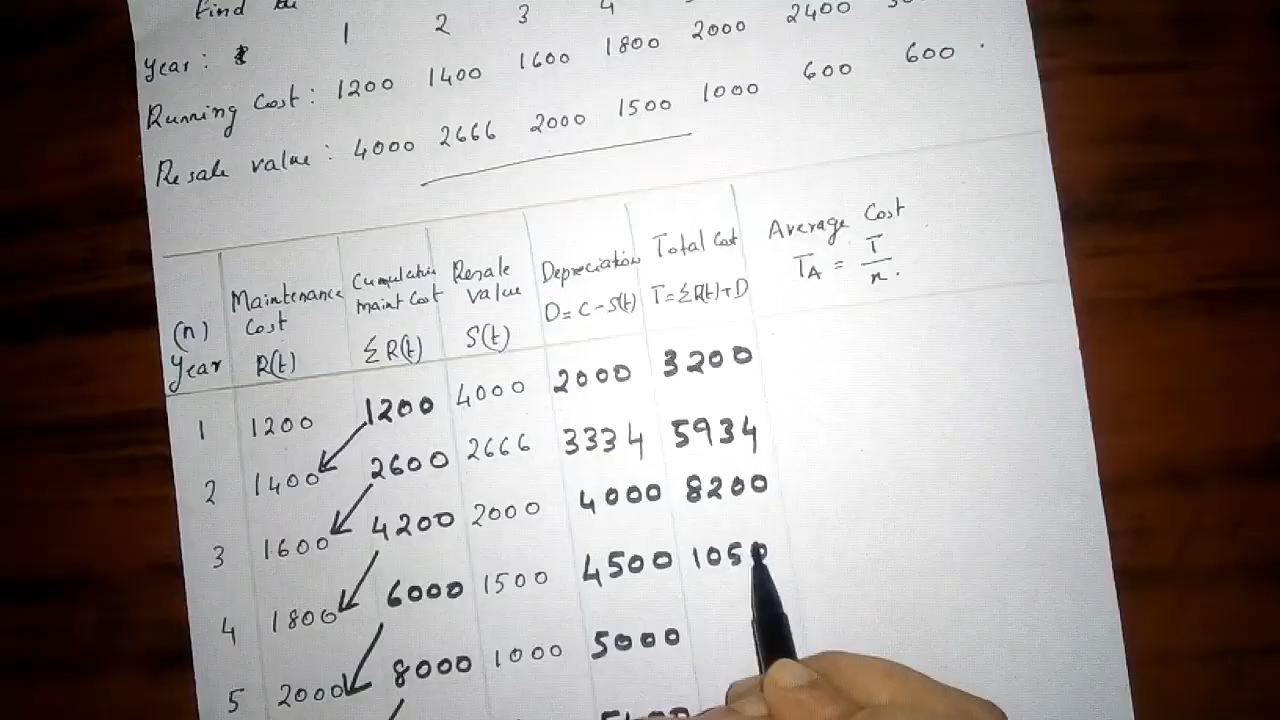 Find the
Year: 1 2 3 4
Running Cost: 1200 1400 1600 1800 2000 2400
Resale value: 4000 2666 2000 1500 1000 600 600.
(n) Year
Maintenance Cost R(t)
Cumulative maint Cost ΣR(t)
Resale value S(t)
Depreciation D = C - S(t)
Total Cost T = ΣR(t)+D
Average Cost T_A = T/n.
1 1200 1200 4000 2000 3200
2 1400 2600 2666 3334 5934
3 1600 4200 2000 4000 8200
4 1800 6000 1500 4500 1050
5 2000 8000 1000 5000